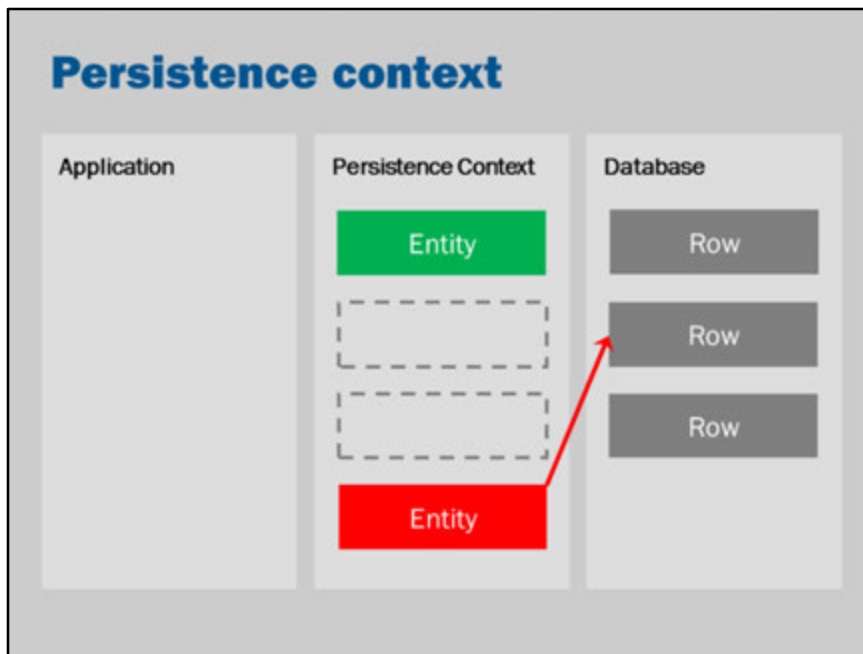 Persistence context
Application
Persistence Context
Database
Entity
Row
Row
Row
Entity